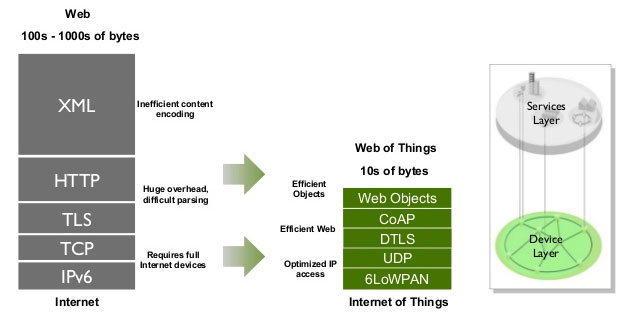 Web
100s - 1000s of bytes
XML
HTTP
TLS
TCP
IPv6
Internet
Inefficient content
encoding
Huge overhead,
difficult parsing
Requires full
Internet devices
Web of Things
10s of bytes
Efficient
Objects
Efficient Web
Optimized IP
access
Web Objects
CoAP
DTLS
UDP
6LoWPAN
Internet of Things
Services
Layer
Device
Layer